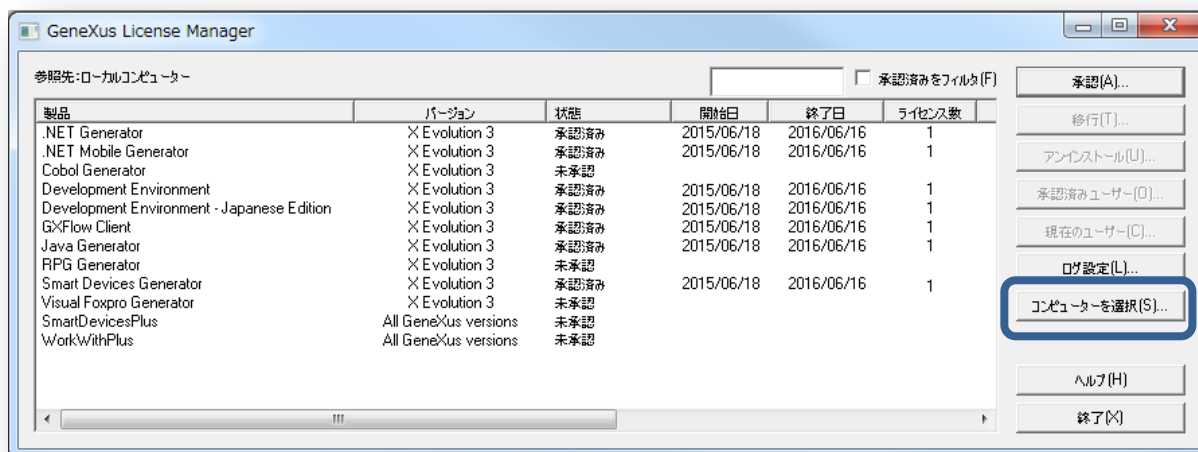 GeneXus License Manager
参照先:ローカルコンピューター
承認済みをフィルタ(F)
製品 バージョン 状態 開始日 終了日 ライセンス数
.NET Generator X Evolution 3 承認済み 2015/06/18 2016/06/16 1
.NET Mobile Generator X Evolution 3 承認済み 2015/06/18 2016/06/16 1
Cobol Generator X Evolution 3 未承認
Development Environment X Evolution 3 承認済み 2015/06/18 2016/06/16 1
Development Environment - Japanese Edition X Evolution 3 承認済み 2015/06/18 2016/06/16 1
GXFlow Client X Evolution 3 承認済み 2015/06/18 2016/06/16 1
Java Generator X Evolution 3 承認済み 2015/06/18 2016/06/16 1
RPG Generator X Evolution 3 未承認
Smart Devices Generator X Evolution 3 承認済み 2015/06/18 2016/06/16 1
Visual Foxpro Generator X Evolution 3 未承認
SmartDevicesPlus All GeneXus versions 未承認
WorkWithPlus All GeneXus versions 未承認
承認(A)...
移行(T)...
アンインストール(U)...
承認済みユーザー(O)...
現在のユーザー(C)...
ログ設定(L)...
コンピューターを選択(S)...
ヘルプ(H)
終了(X)